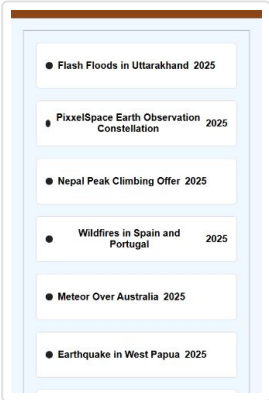 Flash Floods in Uttarakhand 2025
PixxelSpace Earth Observation
Constellation 2025
Nepal Peak Climbing Offer 2025
Wildfires in Spain and
Portugal 2025
Meteor Over Australia 2025
Earthquake in West Papua 2025